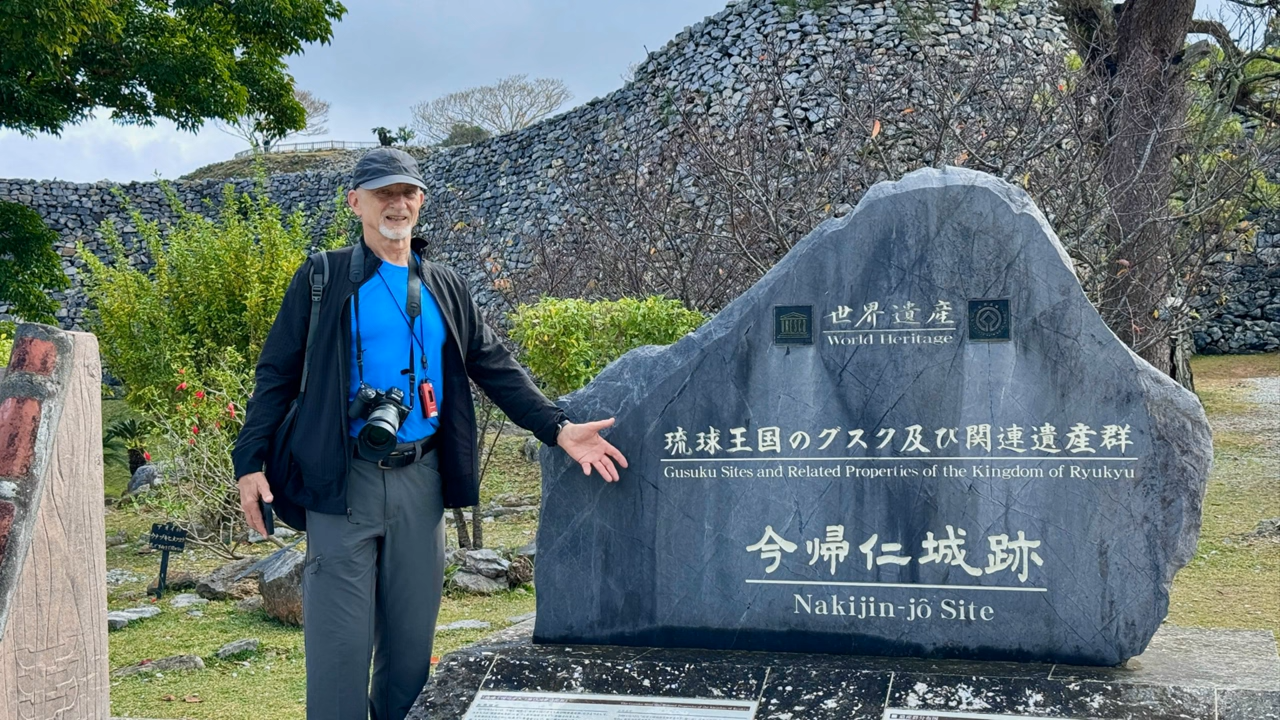 世界遺産
World Heritage
琉球王国のグスク及び関連遺産群
Gusuku Sites and Related Properties of the Kingdom of Ryukyu
今帰仁城跡
Nakijin-jô Site